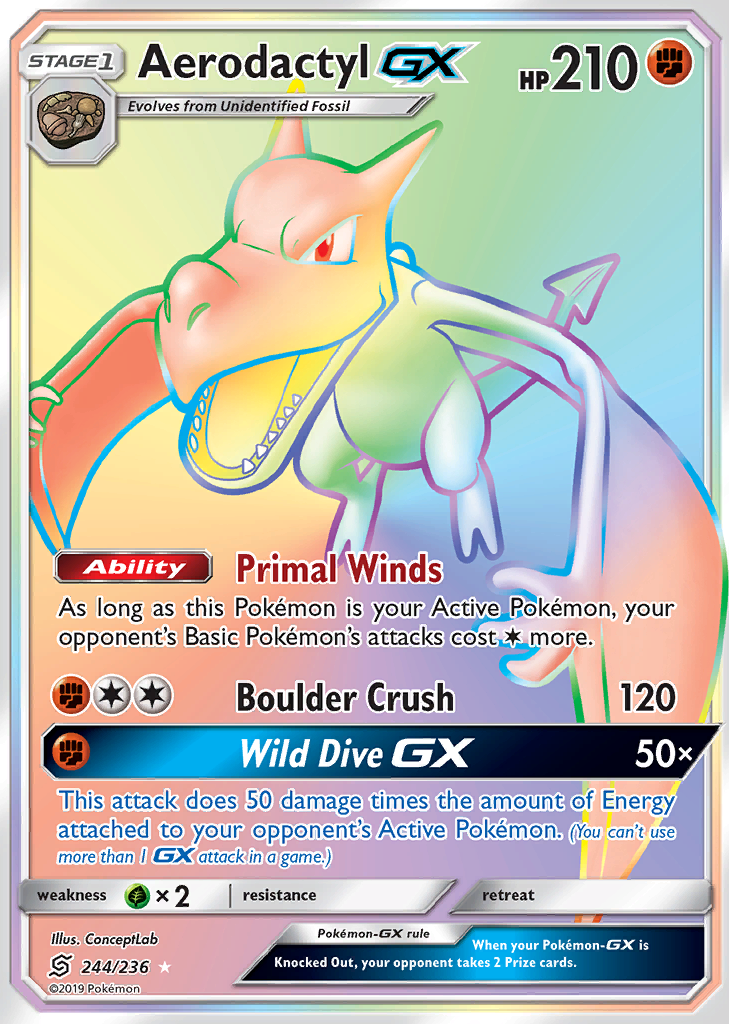 STAGE1 Aerodactyl GX HP210
Evolves from Unidentified Fossil
Ability Primal Winds
As long as this Pokémon is your Active Pokémon, your
opponent's Basic Pokémon's attacks cost more.
Boulder Crush 120
Wild Dive GX 50×
This attack does 50 damage times the amount of Energy
attached to your opponent's Active Pokémon. (You can't use
more than 1 GX attack in a game.)
weakness ×2 resistance retreat
Illus. ConceptLab
244/236
©2019 Pokémon
Pokémon-GX rule
When your Pokémon-GX is
Knocked Out, your opponent takes 2 Prize cards.